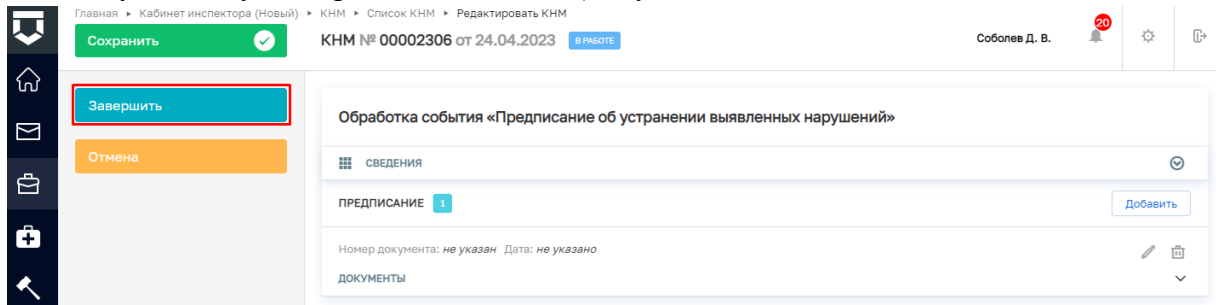 Главная ▸ Кабинет инспектора (Новый) ▸ КНМ ▸ Список КНМ ▸ Редактировать КНМ
Сохранить
КНМ № 00002306 от 24.04.2023 В РАБОТЕ
Соболев Д. В.
20
Завершить
Отмена
Обработка события «Предписание об устранении выявленных нарушений»
СВЕДЕНИЯ
ПРЕДПИСАНИЕ 1
Добавить
Номер документа: не указан Дата: не указано
ДОКУМЕНТЫ